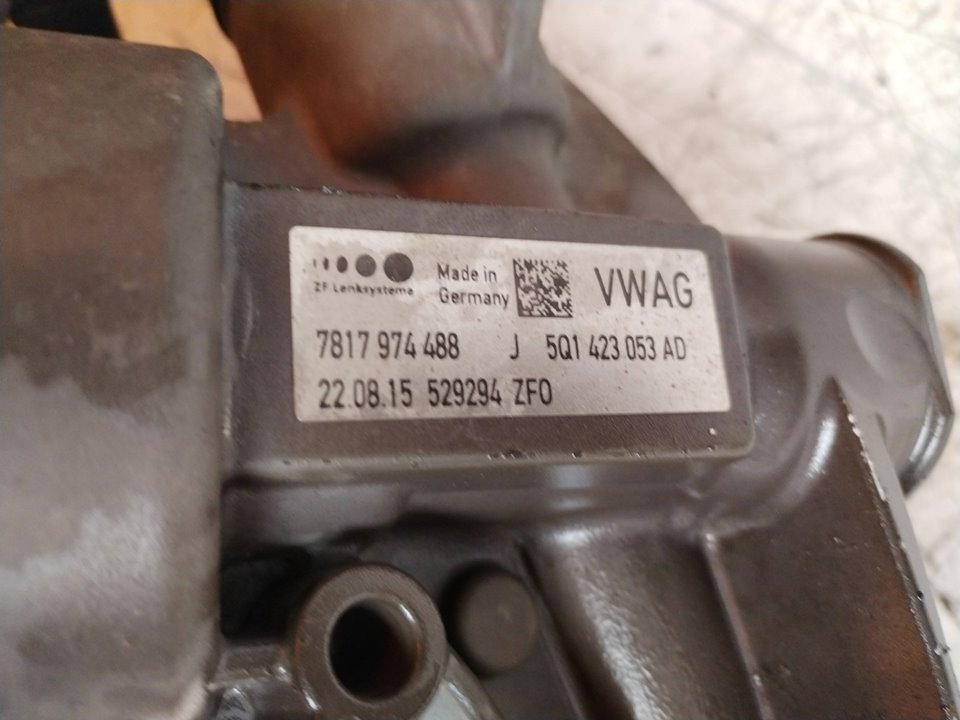 ZF Lenksysteme
Made in
Germany
VWAG
7817 974 488 J 5Q1 423 053 AD
22.08.15 529294 ZFO